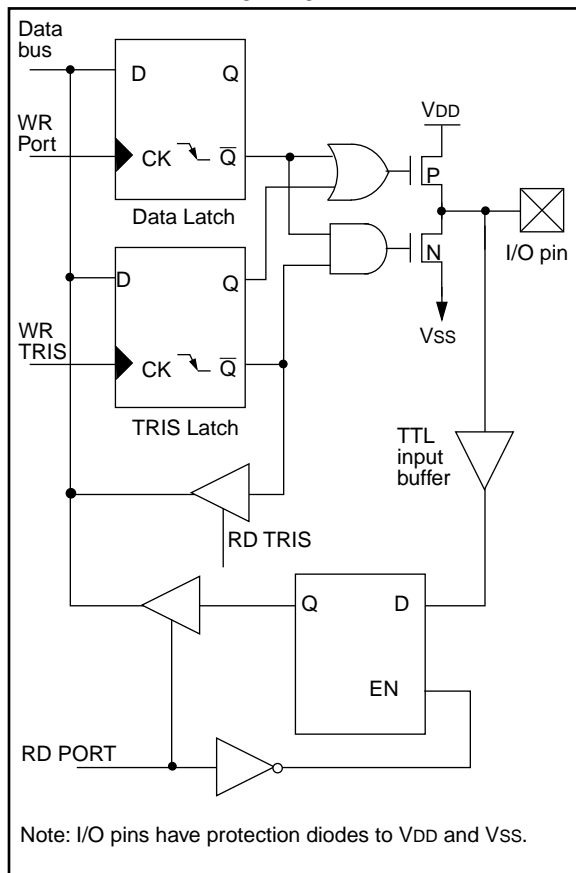 Data
bus
D Q
WR
Port
CK Q
VDD
P
Data Latch
I/O pin
N
D Q
VSS
WR
TRIS
CK Q
TRIS Latch
TTL
input
buffer
RD TRIS
Q D
EN
RD PORT
Note: I/O pins have protection diodes to VDD and VSS.